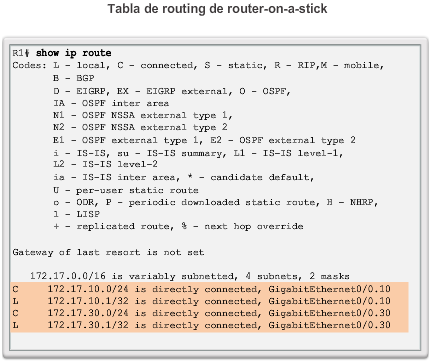 Tabla de routing de router-on-a-stick
R1# show ip route
Codes: L - local, C - connected, S - static, R - RIP,M - mobile,
B - BGP
D - EIGRP, EX - EIGRP external, O - OSPF,
IA - OSPF inter area
N1 - OSPF NSSA external type 1,
N2 - OSPF NSSA external type 2
E1 - OSPF external type 1, E2 - OSPF external type 2
i - IS-IS, su - IS-IS summary, L1 - IS-IS level-1,
L2 - IS-IS level-2
ia - IS-IS inter area, * - candidate default,
U - per-user static route
o - ODR, P - periodic downloaded static route, H - NHRP,
l - LISP
+ - replicated route, % - next hop override
Gateway of last resort is not set
172.17.0.0/16 is variably subnetted, 4 subnets, 2 masks
C 172.17.10.0/24 is directly connected, GigabitEthernet0/0.10
L 172.17.10.1/32 is directly connected, GigabitEthernet0/0.10
C 172.17.30.0/24 is directly connected, GigabitEthernet0/0.30
L 172.17.30.1/32 is directly connected, GigabitEthernet0/0.30